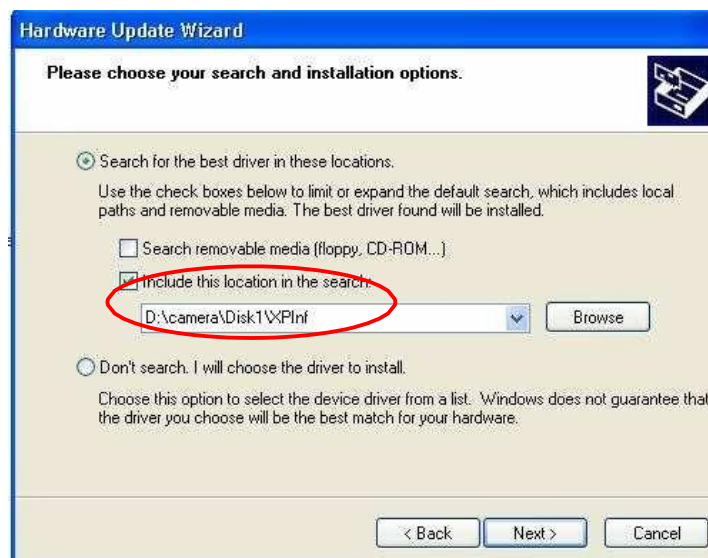 Hardware Update Wizard
Please choose your search and installation options.
Search for the best driver in these locations.
Use the check boxes below to limit or expand the default search, which includes local
paths and removable media. The best driver found will be installed.
Search removable media (floppy, CD-ROM...)
Include this location in the search:
D:\camera\Disk1\XPInf
Browse
Don't search. I will choose the driver to install.
Choose this option to select the device driver from a list. Windows does not guarantee that
the driver you choose will be the best match for your hardware.
< Back Next > Cancel